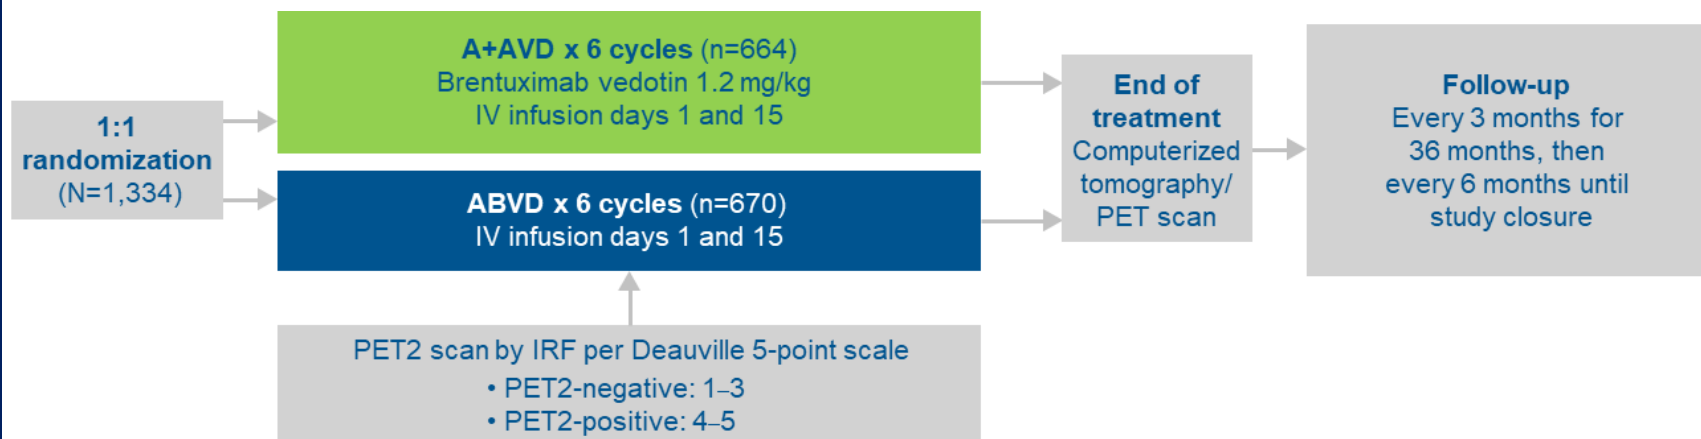 1:1
randomization
(N=1,334)
A+AVD x 6 cycles (n=664)
Brentuximab vedotin 1.2 mg/kg
IV infusion days 1 and 15
ABVD x 6 cycles (n=670)
IV infusion days 1 and 15
PET2 scan by IRF per Deauville 5-point scale
• PET2-negative: 1–3
• PET2-positive: 4–5
End of
treatment
Computerized
tomography/
PET scan
Follow-up
Every 3 months for
36 months, then
every 6 months until
study closure